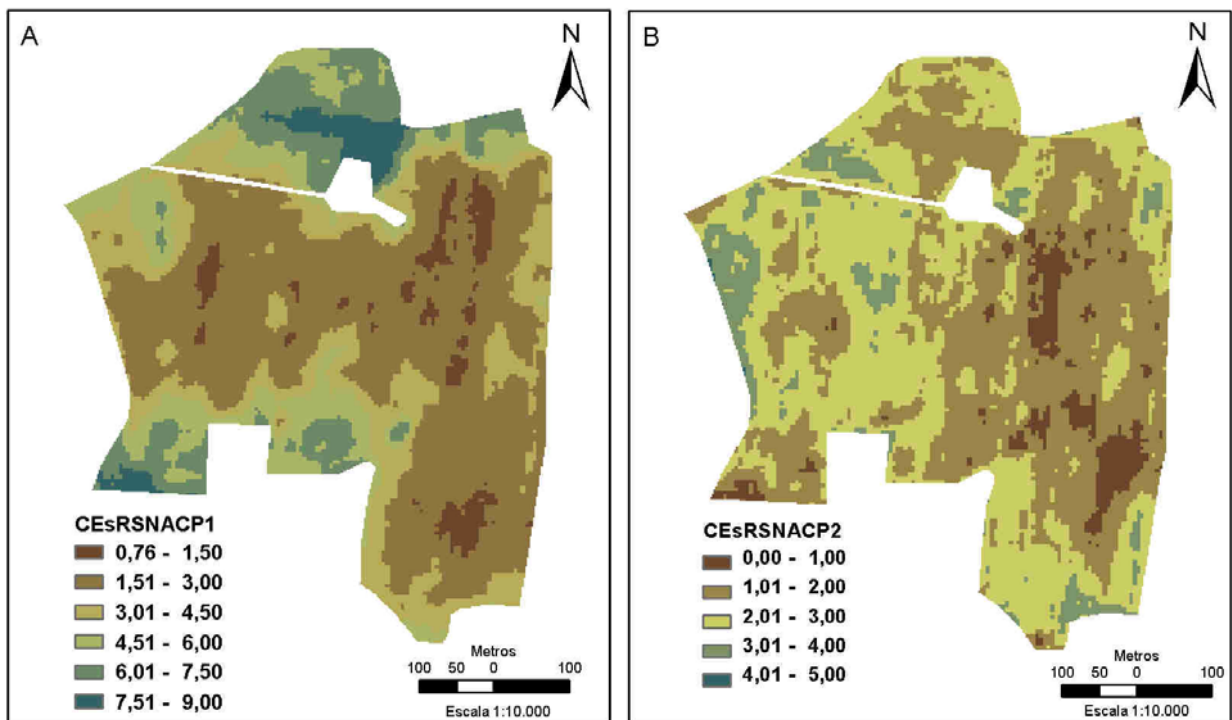 A
N
CEsRSNACP1
0,76 - 1,50
1,51 - 3,00
3,01 - 4,50
4,51 - 6,00
6,01 - 7,50
7,51 - 9,00
Metros
100 50 0 100
Escala 1:10.000
B
N
CEsRSNACP2
0,00 - 1,00
1,01 - 2,00
2,01 - 3,00
3,01 - 4,00
4,01 - 5,00
Metros
100 50 0 100
Escala 1:10.000